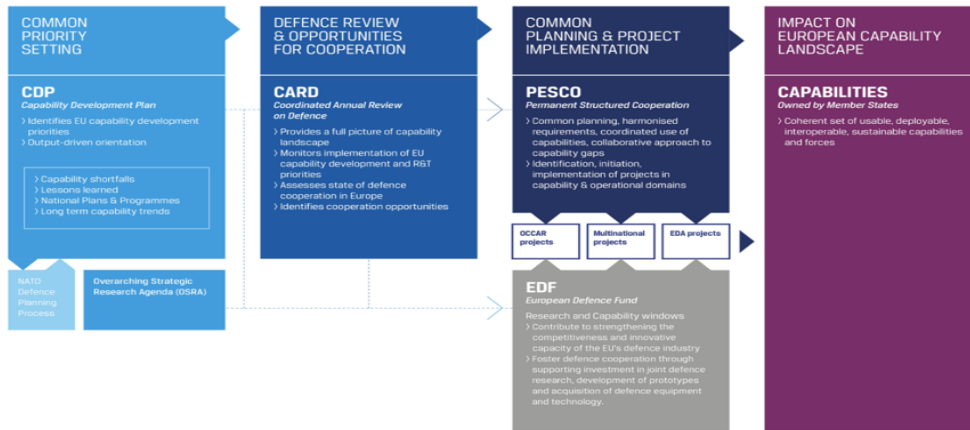 COMMON
PRIORITY
SETTING
CDP
Capability Development Plan
> Identifies EU capability development
priorities
> Output-driven orientation
> Capability shortfalls
> Lessons learned
> National Plans & Programmes
> Long term capability trends
NATO
Defence
Planning
Process
Overarching Strategic
Research Agenda (OSRA)
DEFENCE REVIEW
& OPPORTUNITIES
FOR COOPERATION
CARD
Coordinated Annual Review
on Defence
> Provides a full picture of capability
landscape
> Monitors implementation of EU
capability development and R&T
priorities
> Assesses state of defence
cooperation in Europe
> Identifies cooperation opportunities
COMMON
PLANNING & PROJECT
IMPLEMENTATION
PESCO
Permanent Structured Cooperation
> Common planning, harmonised
requirements, coordinated use of
capabilities, collaborative approach to
capability gaps
> Identification, initiation,
implementation of projects in
capability & operational domains
OCCAR
projects
Multinational
projects
EDA projects
EDF
European Defence Fund
Research and Capability windows
> Contribute to strengthening the
competitiveness and innovative
capacity of the EU's defence industry
> Foster defence cooperation through
supporting investment in joint defence
research, development of prototypes
and acquisition of defence equipment
and technology.
IMPACT ON
EUROPEAN CAPABILITY
LANDSCAPE
CAPABILITIES
Owned by Member States
> Coherent set of usable, deployable,
interoperable, sustainable capabilities
and forces